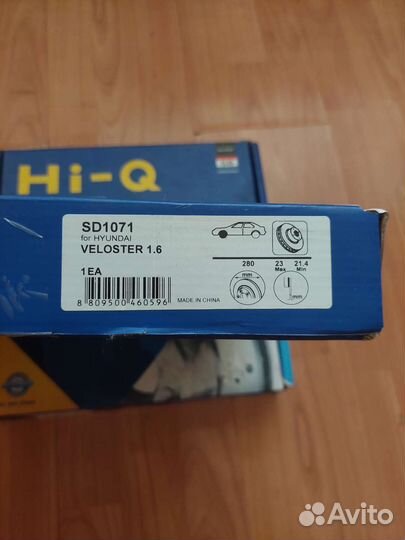 Hi-Q
SD1071
for HYUNDAI
VELOSTER 1.6
1EA
8 809500 460596
MADE IN CHINA
280
23
Max
21.4
Min
mm
mm
Avito